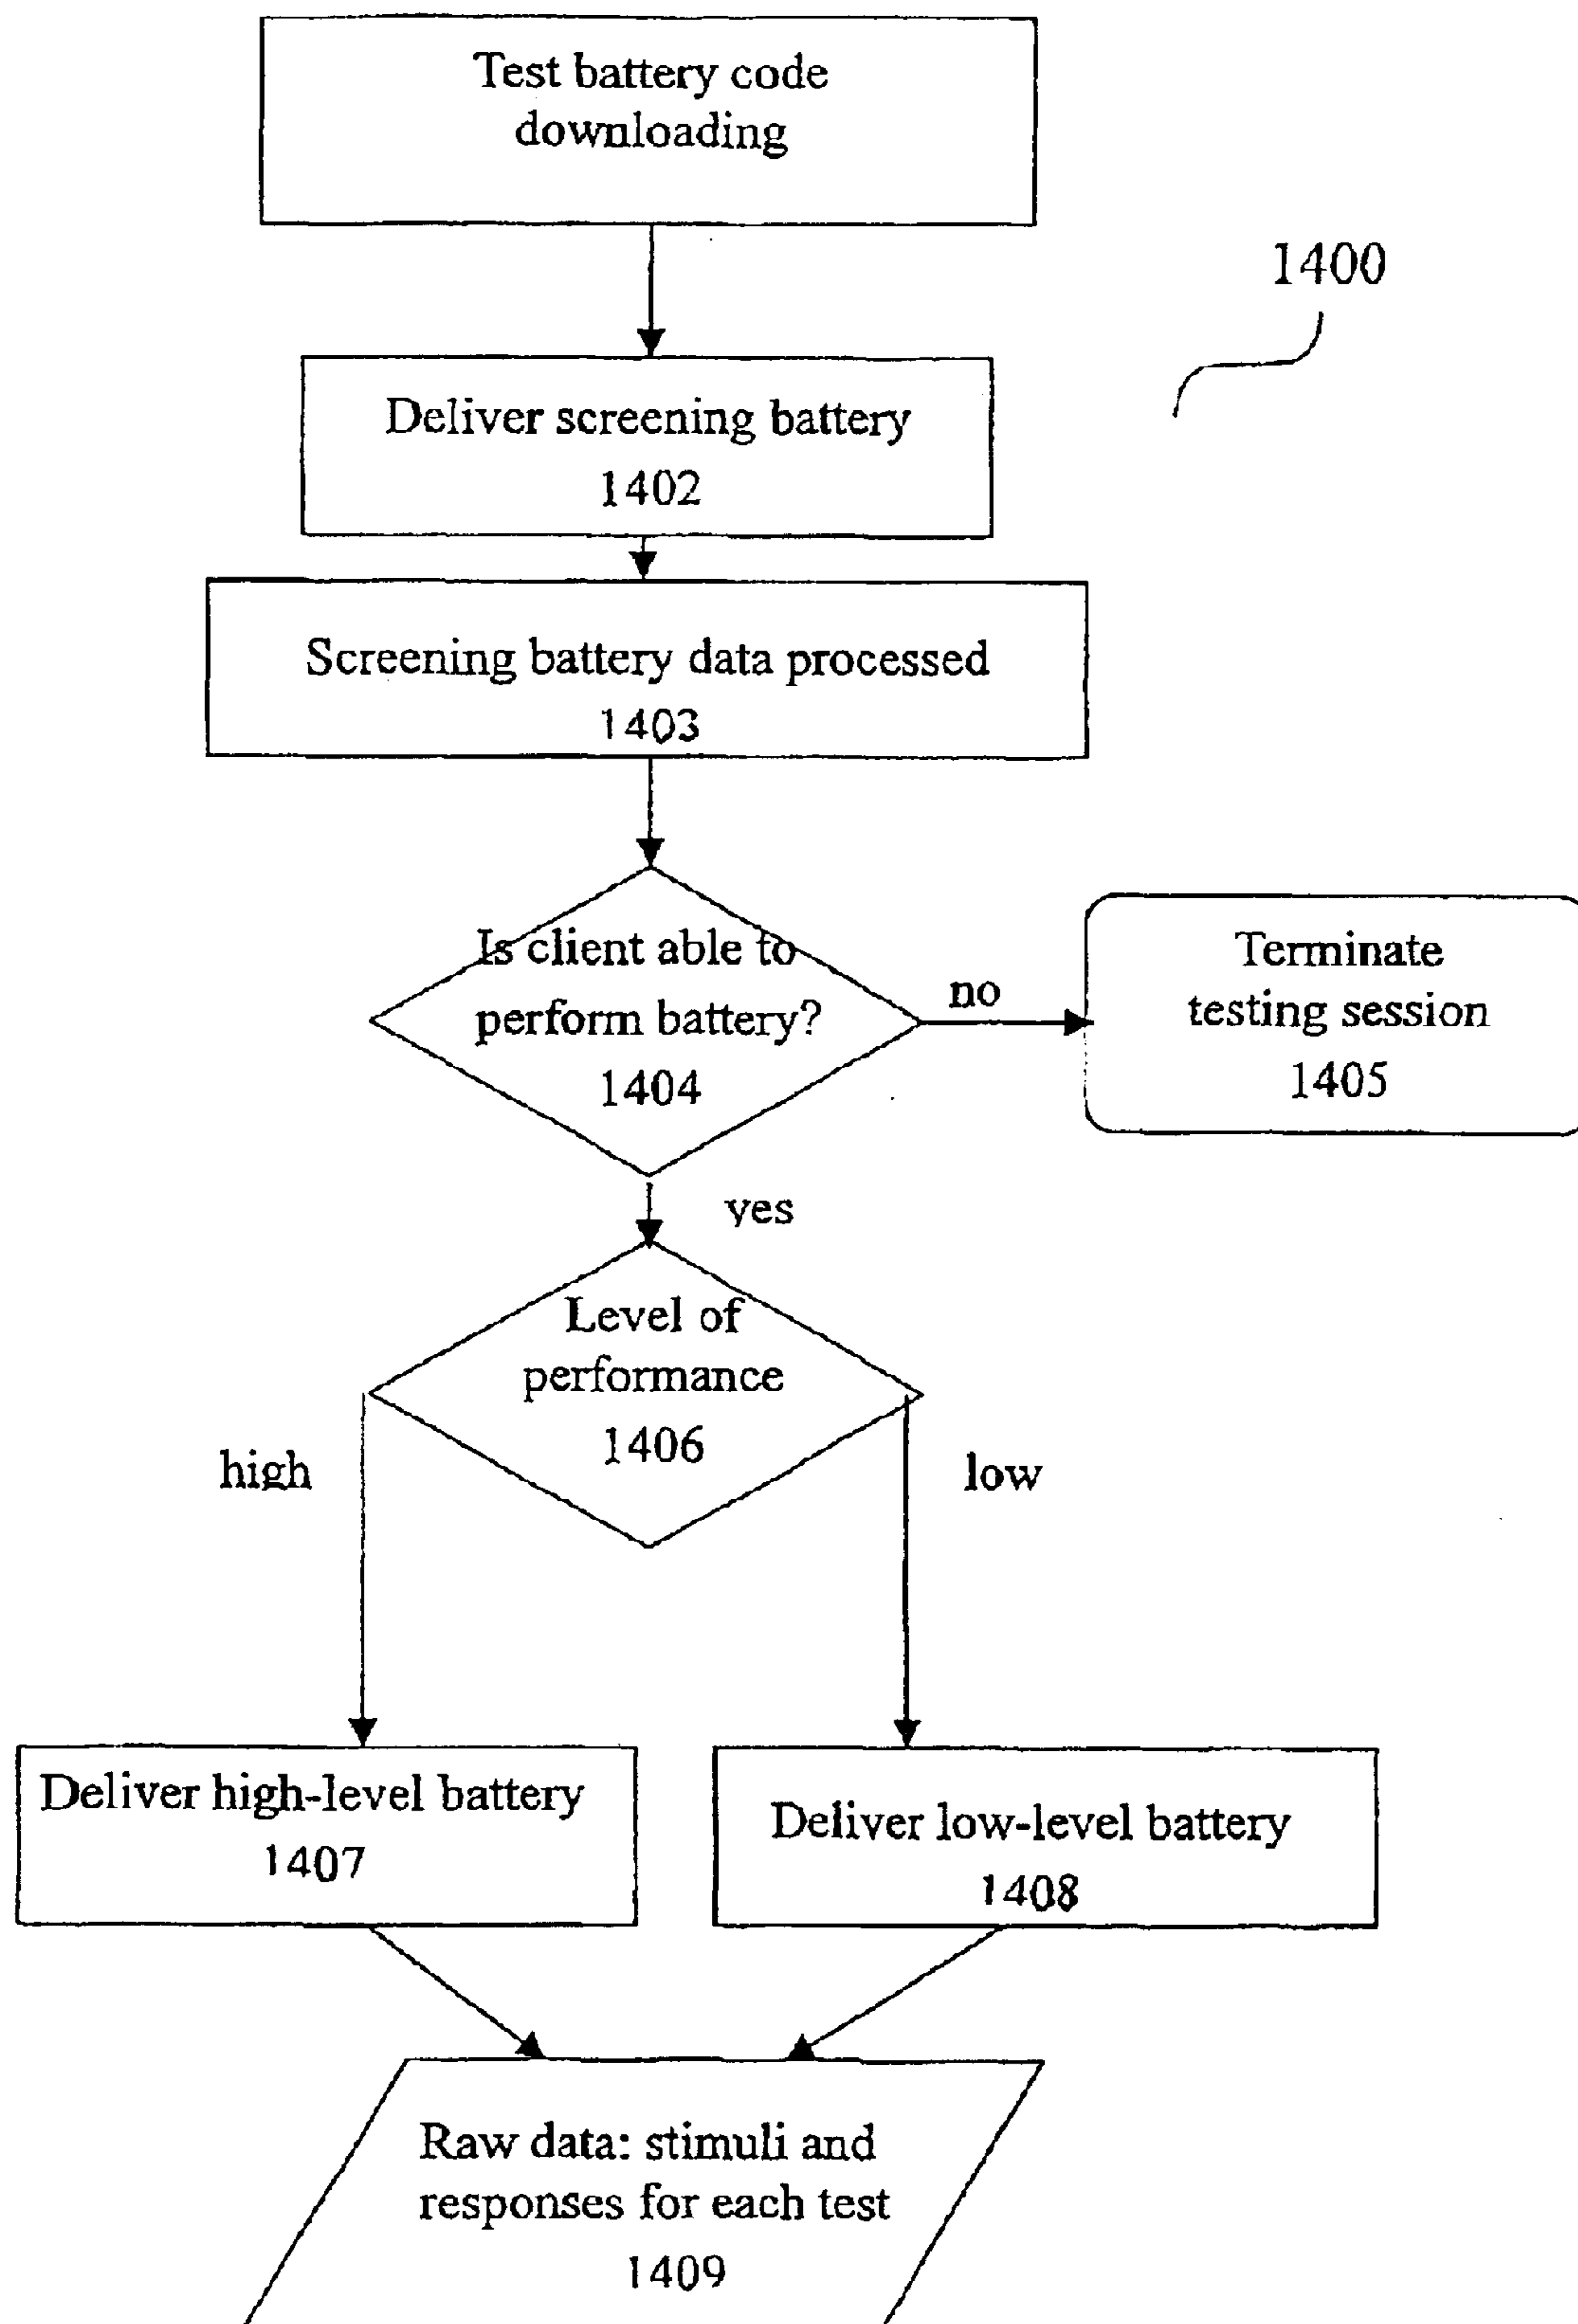 Test battery code
downloading
1400
Deliver screening battery
1402
Screening battery data processed
1403
Is client able to
perform battery?
1404
no
Terminate
testing session
1405
yes
Level of
performance
1406
high
low
Deliver high-level battery
1407
Deliver low-level battery
1408
Raw data: stimuli and
responses for each test
1409